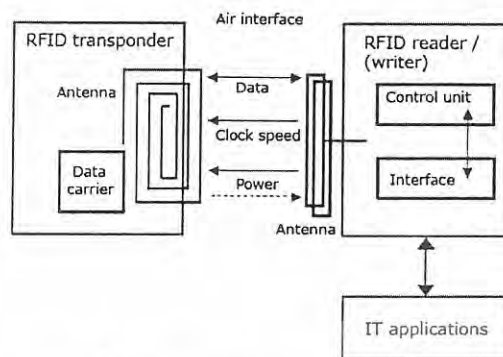 Air interface
RFID transponder
RFID reader /
(writer)
Antenna
Data
Control unit
Clock speed
Data
carrier
Power
Interface
Antenna
IT applications